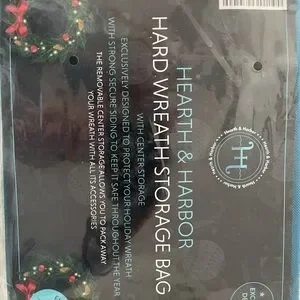 HEARTH & HARBOR
HARD WREATH STORAGE BAG
WITH CENTER STORAGE
EXCLUSIVELY DESIGNED TO PROTECT YOUR HOLIDAY WREATH
WITH STRONG SECURE SIDING TO KEEP IT SAFE THROUGHOUT THE YEAR
THE REMOVABLE CENTER STORAGE ALLOWS YOU TO PACK AWAY
YOUR WREATH WITH ALL ITS ACCESSORIES
Hearth & Harbor